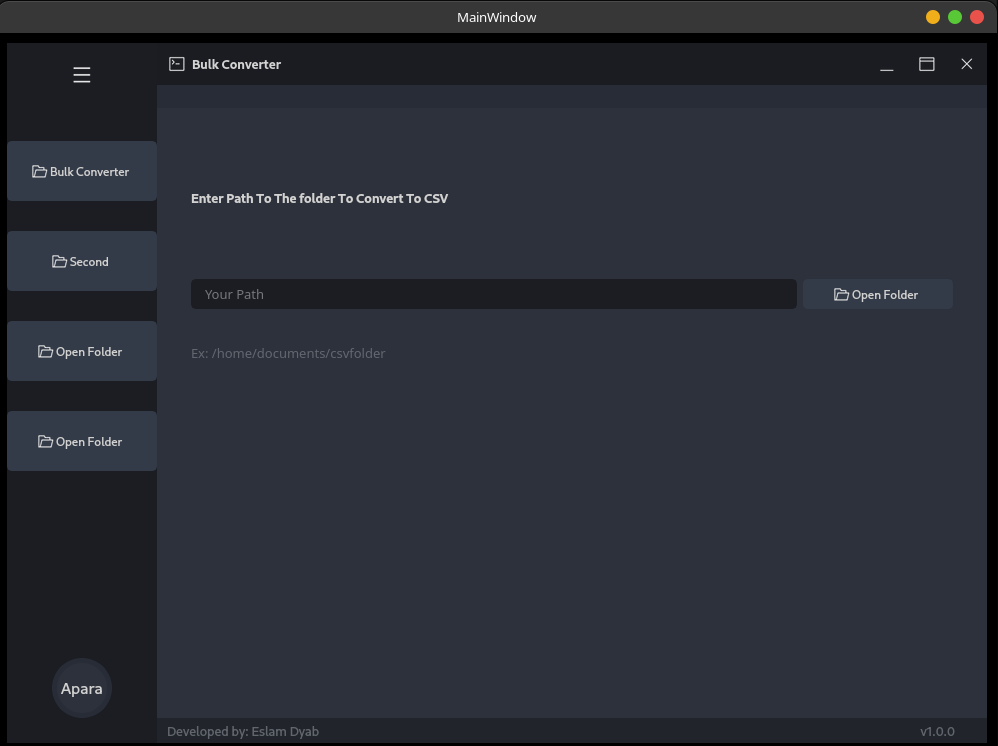 MainWindow
Bulk Converter
Bulk Converter
Second
Open Folder
Open Folder
Apara
Enter Path To The folder To Convert To CSV
Your Path
Open Folder
Ex: /home/documents/csvfolder
Developed by: Eslam Dyab
v1.0.0